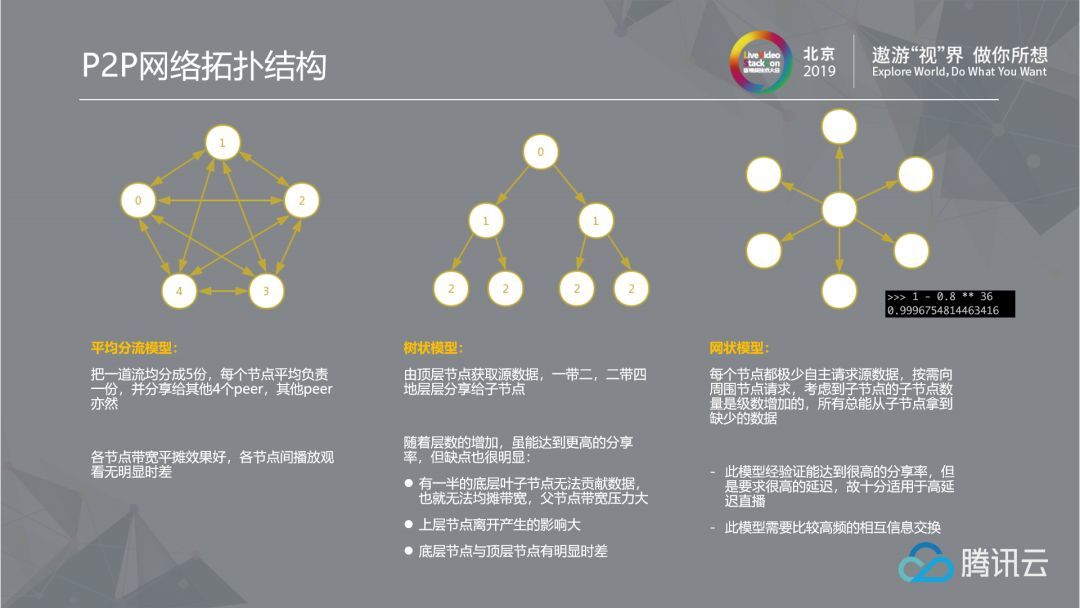 P2P网络拓扑结构
Live Video
Stack Con
音视频技术大会
北京
2019
遨游“视”界 做你所想
Explore World, Do What You Want
1
0
2
4
3
0
1
1
2
2
2
2
>>> 1 - 0.8 ** 36
0.9996754814463416
平均分流模型：
把一道流均分成5份，每个节点平均负责
一份，并分享给其他4个peer，其他peer
亦然
各节点带宽平摊效果好，各节点间播放观
看无明显时差
树状模型：
由顶层节点获取源数据，一带二，二带四
地层层分享给子节点
随着层数的增加，虽能达到更高的分享
率，但缺点也很明显：
● 有一半的底层叶子节点无法贡献数据，
也就无法均摊带宽，父节点带宽压力大
● 上层节点离开产生的影响大
● 底层节点与顶层节点有明显时差
网状模型：
每个节点都极少自主请求源数据，按需向
周围节点请求，考虑到子节点的子节点数
量是级数增加的，所有总能从子节点拿到
缺少的数据
- 此模型经验证能达到很高的分享率，但
是要求很高的延迟，故十分适用于高延
迟直播
- 此模型需要比较高频的相互信息交换
腾讯云